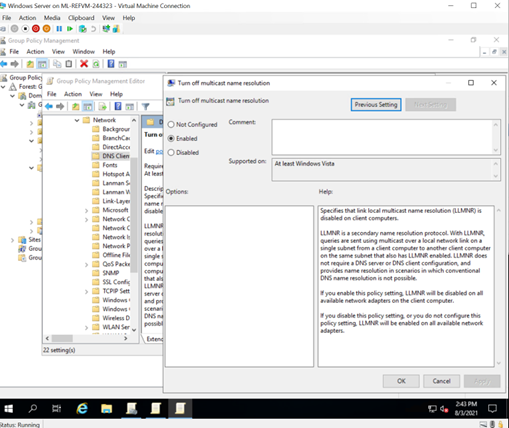 Windows Server on ML-REFVM-244323 - Virtual Machine Connection
File Action Media Clipboard View Help
Group Policy Management
File Action View Window Help
Group Policy
Forest: G
Sites
Grou
Grou
Group Policy Management Editor
File Action View Help
Network
Backgrour
BranchCac
DirectAcce
DNS Client
Fonts
Hotspot A
Lanman S
Lanman W
Link-Layer
Microsoft
Network C
Network C
Network Is
Network P
Offline File
QoS Packe
SNMP
SSL Config
TCPIP Sett
Windows C
Windows C
Wireless D
WLAN Ser
22 setting(s)
D
Turn o
Edit po
Require
At least
Descrip
Specifie
name re
disable
LLMNR
resoluti
queries
over a l
compute
that als
LLMNR
server o
and pro
scenario
DNS na
possibl
Exten
Turn off multicast name resolution
Turn off multicast name resolution
Previous Setting Next Setting
Not Configured
Enabled
Disabled
Comment:
Supported on:
At least Windows Vista
Options:
Help:
Specifies that link local multicast name resolution (LLMNR) is
disabled on client computers.
LLMNR is a secondary name resolution protocol. With LLMNR,
queries are sent using multicast over a local network link on a
single subnet from a client computer to another client computer
on the same subnet that also has LLMNR enabled. LLMNR does
not require a DNS server or DNS client configuration, and
provides name resolution in scenarios in which conventional
DNS name resolution is not possible.
If you enable this policy setting, LLMNR will be disabled on all
available network adapters on the client computer.
If you disable this policy setting, or you do not configure this
policy setting, LLMNR will be enabled on all available network
adapters.
OK Cancel Apply
2:43 PM
8/3/2021
Status: Running